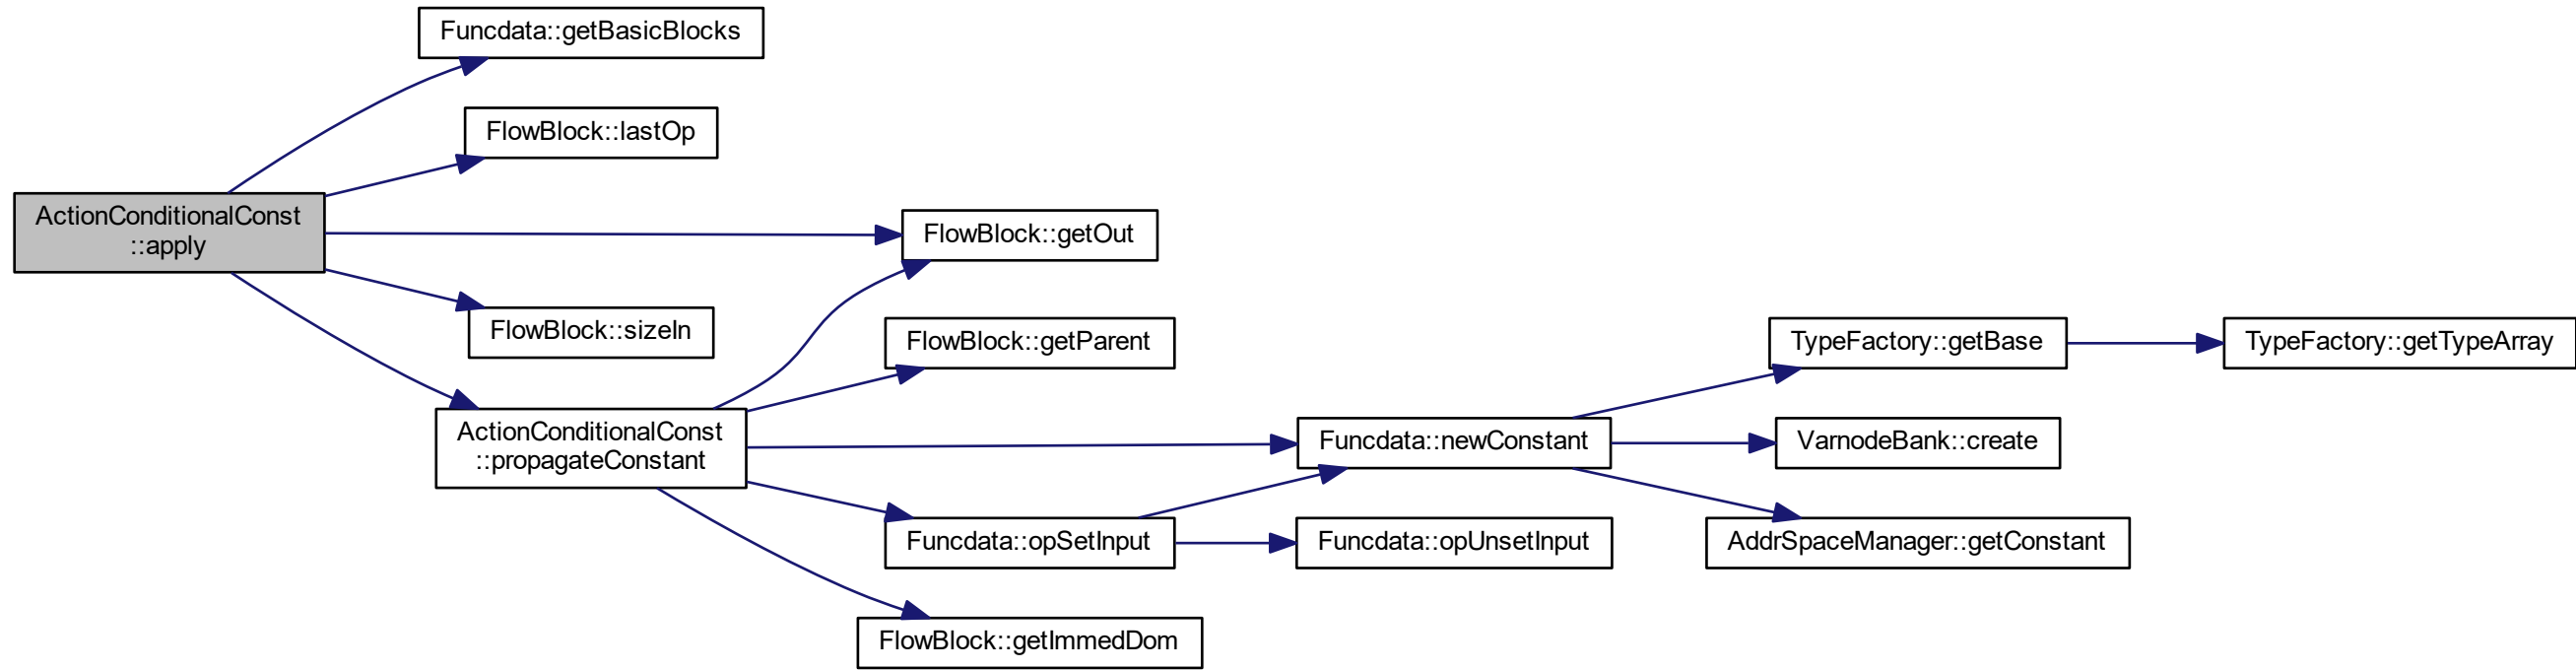 Funcdata::getBasicBlocks
FlowBlock::lastOp
ActionConditionalConst
::apply
FlowBlock::getOut
FlowBlock::sizeIn
FlowBlock::getParent
TypeFactory::getBase
TypeFactory::getTypeArray
ActionConditionalConst
::propagateConstant
Funcdata::newConstant
VarnodeBank::create
Funcdata::opSetInput
Funcdata::opUnsetInput
AddrSpaceManager::getConstant
FlowBlock::getImmedDom